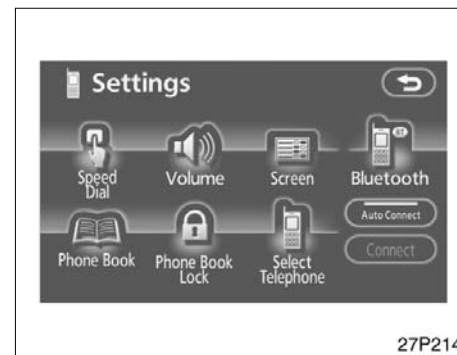 Settings
Speed
Dial
Volume
Screen
Bluetooth
Auto Connect
Phone Book
Phone Book
Lock
Select
Telephone
Connect
27P214